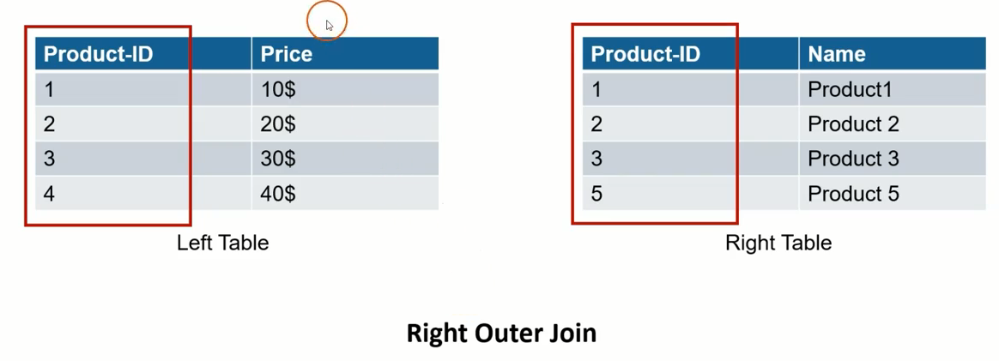 Product-ID Price
1 10$
2 20$
3 30$
4 40$
Left Table
Product-ID Name
1 Product1
2 Product 2
3 Product 3
5 Product 5
Right Table
Right Outer Join